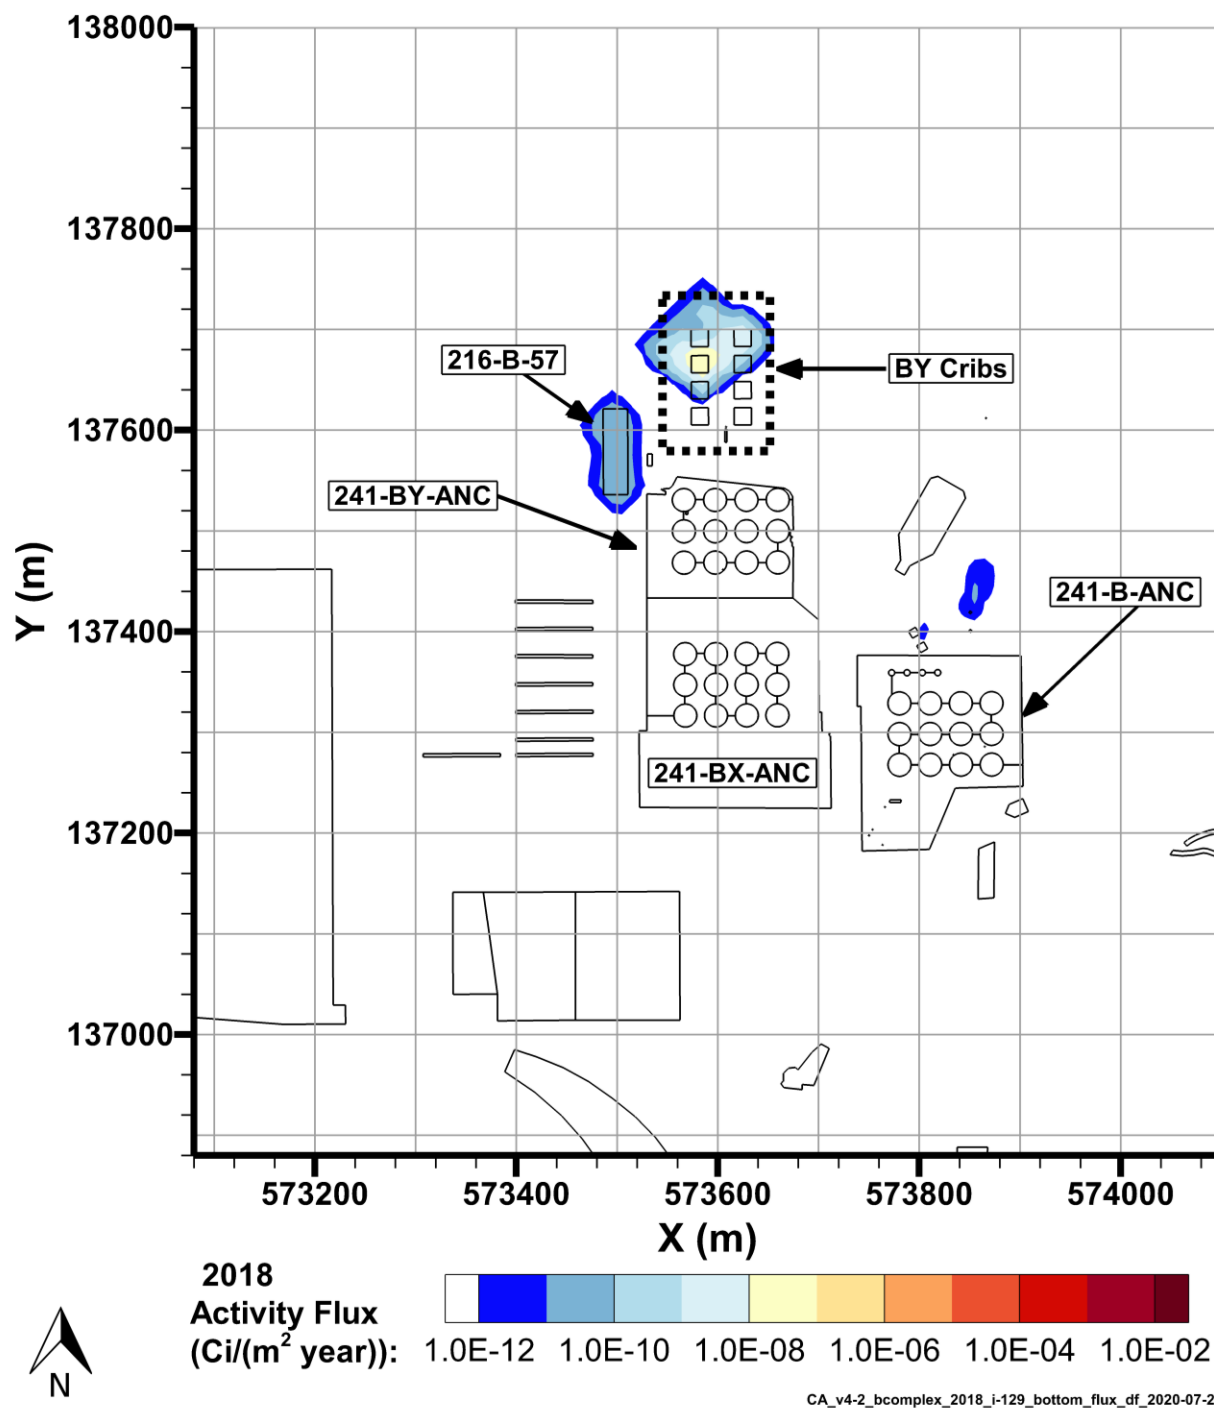 138000
137800
137600
137400
137200
137000
Y (m)
216-B-57
BY Cribs
241-BY-ANC
241-B-ANC
241-BX-ANC
573200 573400 573600 573800 574000
X (m)
2018
Activity Flux
(Ci/(m² year)):
1.0E-12 1.0E-10 1.0E-08 1.0E-06 1.0E-04 1.0E-02
N
CA_v4-2_bcomplex_2018_i-129_bottom_flux_df_2020-07-2